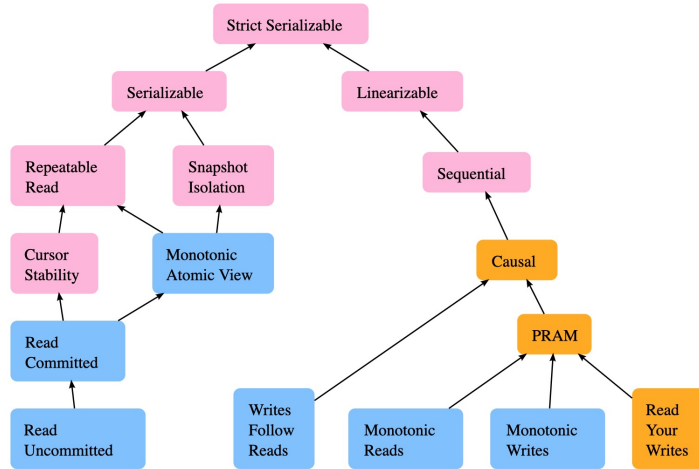 Strict Serializable
Serializable
Linearizable
Repeatable
Read
Snapshot
Isolation
Sequential
Cursor
Stability
Monotonic
Atomic View
Causal
Read
Committed
PRAM
Read
Uncommitted
Writes
Follow
Reads
Monotonic
Reads
Monotonic
Writes
Read
Your
Writes